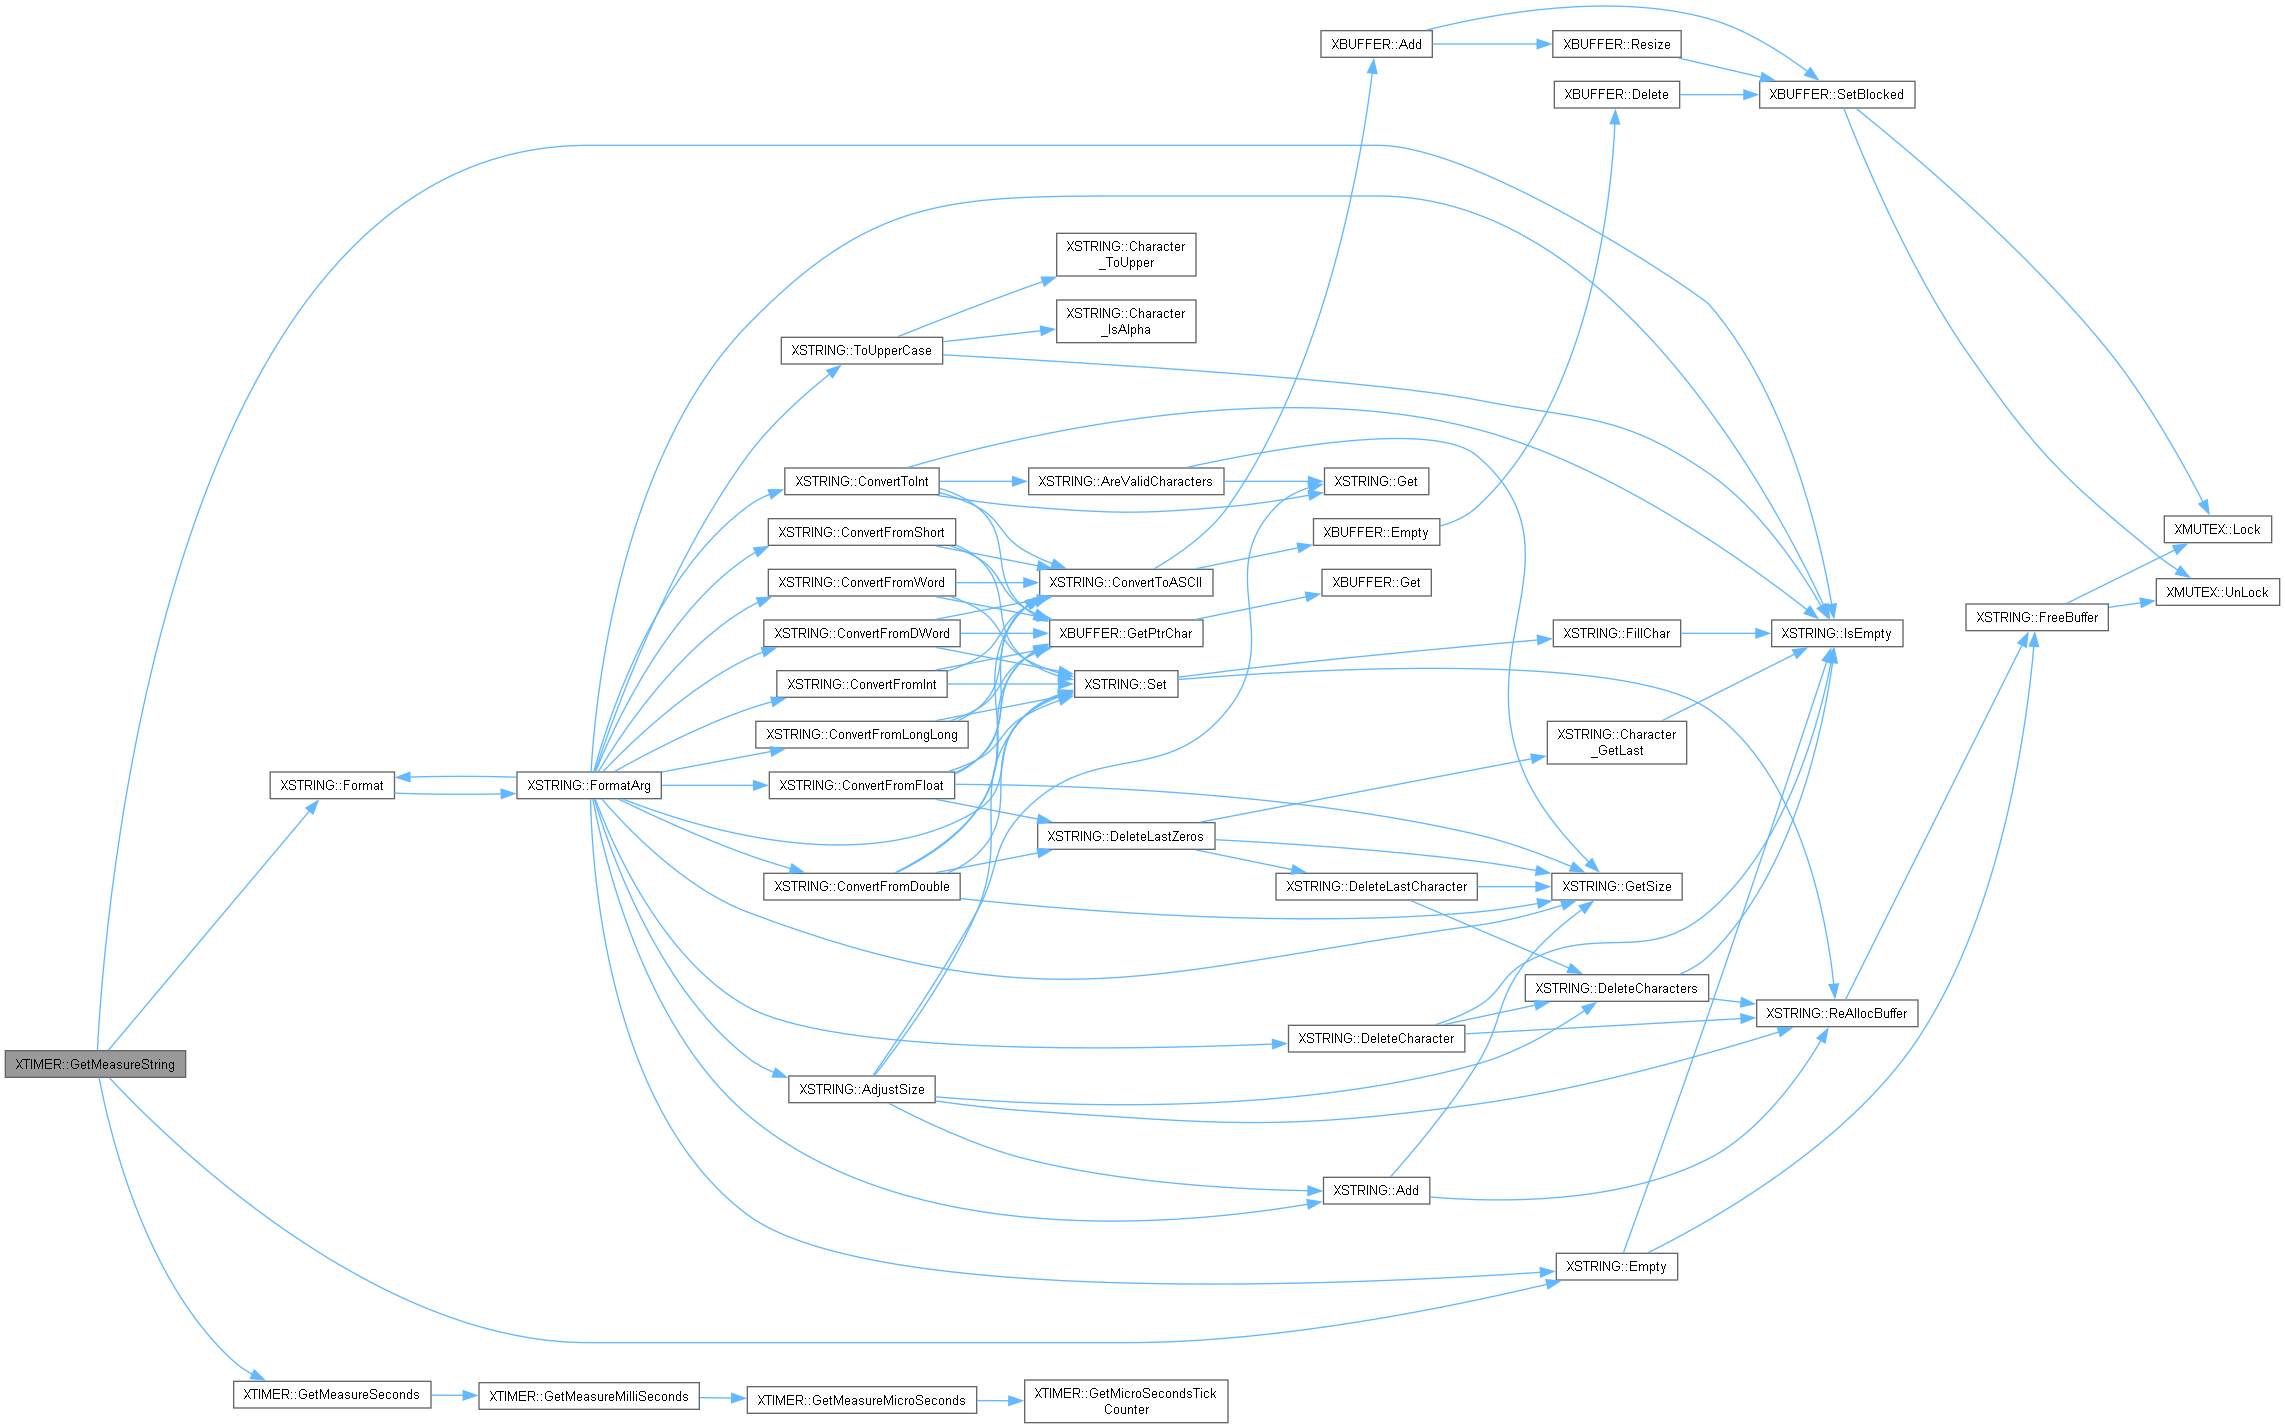 XBUFFER::Add
XBUFFER::Resize
XBUFFER::Delete
XBUFFER::SetBlocked
XSTRING::Character
_ToUpper
XSTRING::Character
_IsAlpha
XSTRING::ToUpperCase
XSTRING::ConvertToInt
XSTRING::AreValidCharacters
XSTRING::Get
XSTRING::ConvertFromShort
XBUFFER::Empty
XMUTEX::Lock
XSTRING::ConvertFromWord
XSTRING::ConvertToASCII
XBUFFER::Get
XMUTEX::UnLock
XSTRING::ConvertFromDWord
XBUFFER::GetPtrChar
XSTRING::FillChar
XSTRING::IsEmpty
XSTRING::FreeBuffer
XSTRING::ConvertFromInt
XSTRING::Set
XSTRING::ConvertFromLongLong
XSTRING::Character
_GetLast
XSTRING::Format
XSTRING::FormatArg
XSTRING::ConvertFromFloat
XSTRING::DeleteLastZeros
XSTRING::ConvertFromDouble
XSTRING::DeleteLastCharacter
XSTRING::GetSize
XSTRING::DeleteCharacters
XSTRING::ReAllocBuffer
XSTRING::DeleteCharacter
XTIMER::GetMeasureString
XSTRING::AdjustSize
XSTRING::Add
XSTRING::Empty
XTIMER::GetMeasureSeconds
XTIMER::GetMeasureMilliSeconds
XTIMER::GetMeasureMicroSeconds
XTIMER::GetMicroSecondsTick
Counter